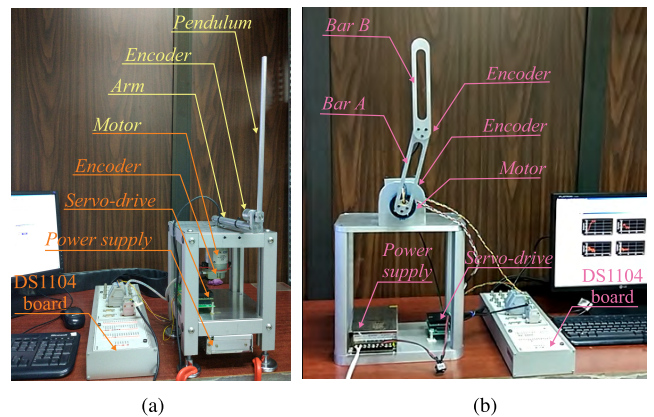 Pendulum
Encoder
Arm
Motor
Encoder
Servo-drive
Power supply
DS1104
board
Bar B
Encoder
Bar A
Encoder
Motor
Power
supply
Servo-drive
DS1104
board
(a)
(b)